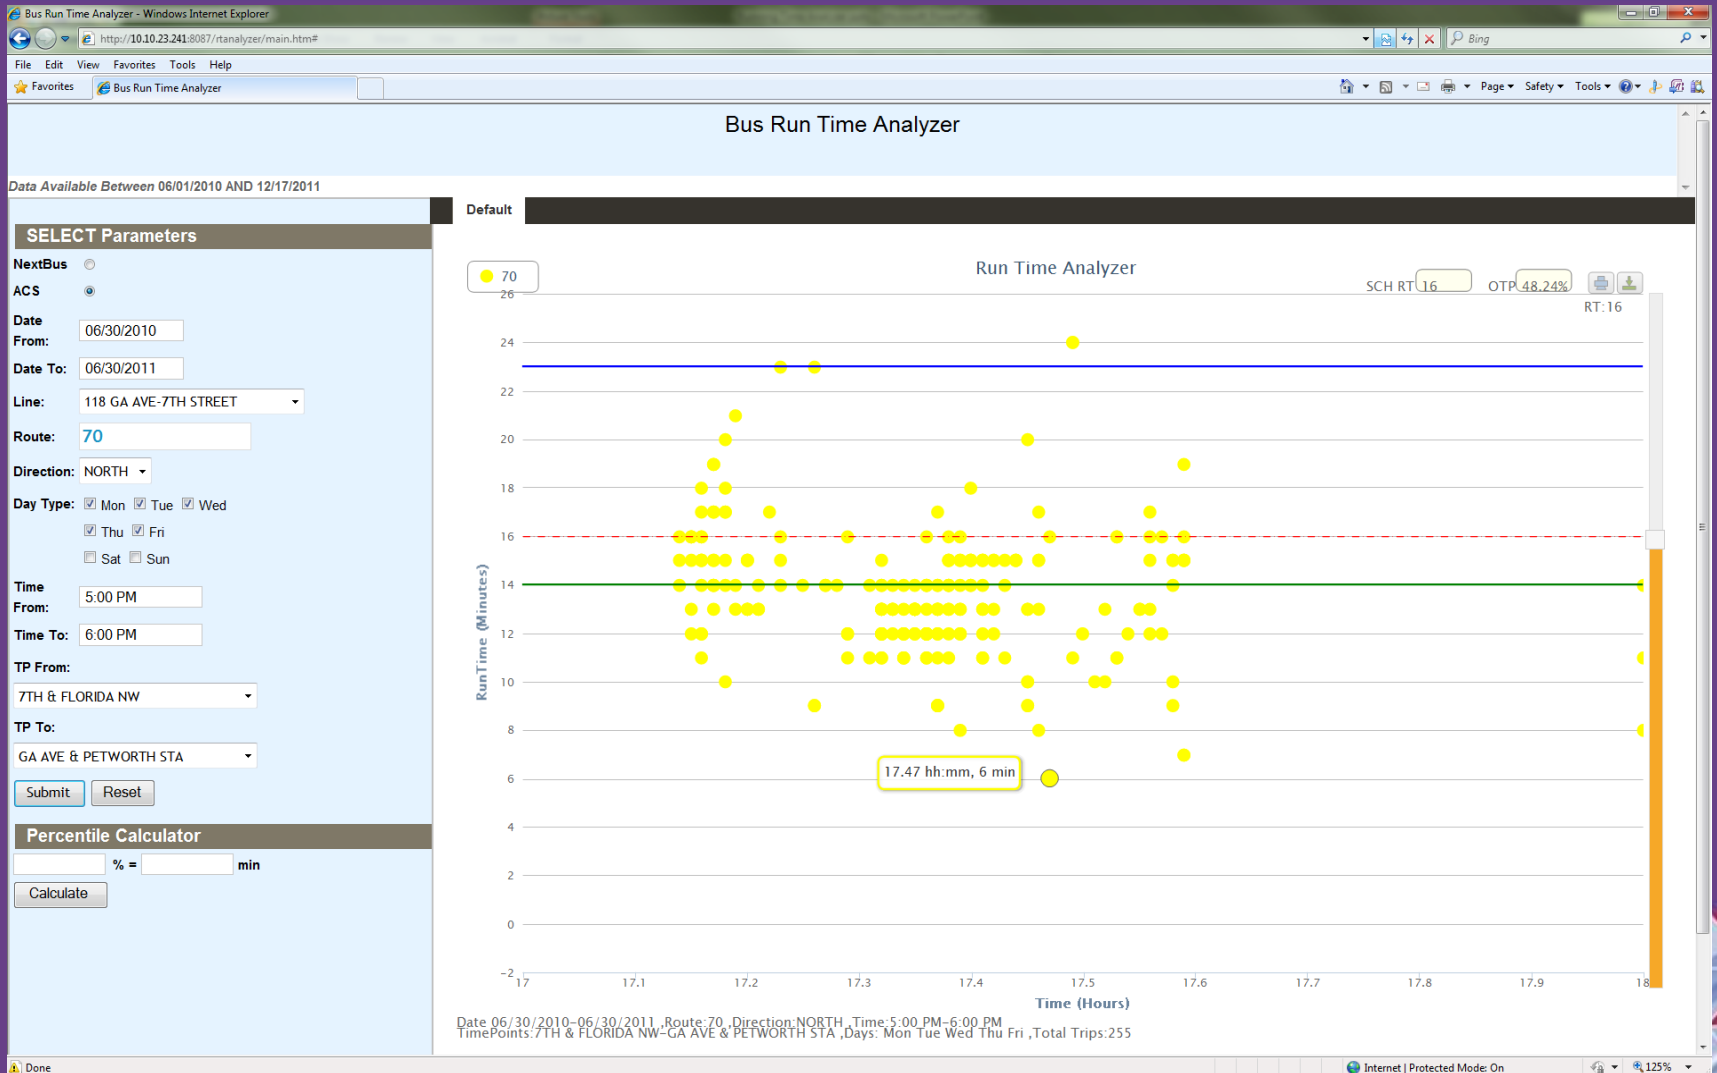 Bus Run Time Analyzer - Windows Internet Explorer
http://10.10.23.241:8087/rtanalyzer/main.htm#
Bing
File Edit View Favorites Tools Help
Favorites
Bus Run Time Analyzer
Page Safety Tools
Bus Run Time Analyzer
Data Available Between 06/01/2010 AND 12/17/2011
SELECT Parameters
NextBus
ACS
Date From: 06/30/2010
Date To: 06/30/2011
Line: 118 GA AVE-7TH STREET
Route: 70
Direction: NORTH
Day Type: Mon Tue Wed
Thu Fri
Sat Sun
Time From: 5:00 PM
Time To: 6:00 PM
TP From:
7TH & FLORIDA NW
TP To:
GA AVE & PETWORTH STA
Submit Reset
Percentile Calculator
% = min
Calculate
Default
70
Run Time Analyzer
SCH RT 16 OTP 48.24%
RT:16
26
24
22
20
18
16
14
12
10
8
6
4
2
0
-2
RunTime (Minutes)
17.47 hh:mm, 6 min
17 17.1 17.2 17.3 17.4 17.5 17.6 17.7 17.8 17.9 18
Time (Hours)
Date 06/30/2010-06/30/2011 ,Route:70 ,Direction:NORTH ,Time:5:00 PM-6:00 PM
TimePoints:7TH & FLORIDA NW-GA AVE & PETWORTH STA ,Days: Mon Tue Wed Thu Fri ,Total Trips:255
Done
Internet | Protected Mode: On
125%